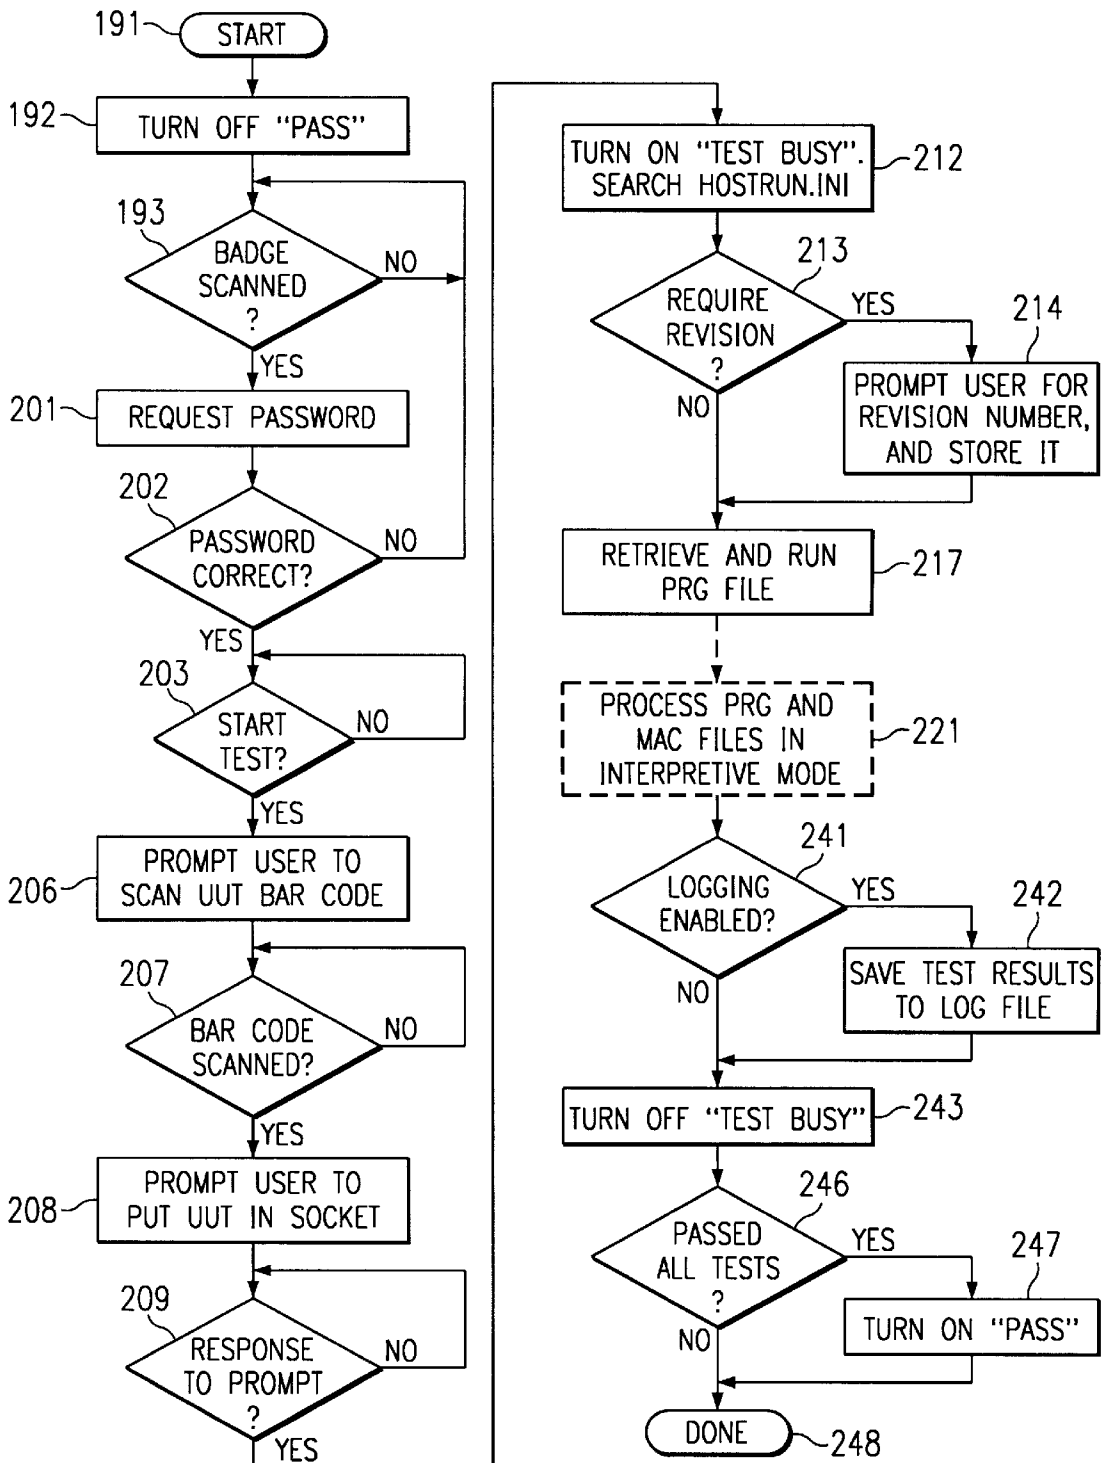 191
START
192
TURN OFF "PASS"
193
BADGE
SCANNED
?
NO
YES
201
REQUEST PASSWORD
202
PASSWORD
CORRECT?
NO
YES
203
START
TEST?
NO
YES
206
PROMPT USER TO
SCAN UUT BAR CODE
207
BAR CODE
SCANNED?
NO
YES
208
PROMPT USER TO
PUT UUT IN SOCKET
209
RESPONSE
TO PROMPT
?
NO
YES
TURN ON "TEST BUSY".
SEARCH HOSTRUN.INI
212
213
REQUIRE
REVISION
?
YES
NO
214
PROMPT USER FOR
REVISION NUMBER,
AND STORE IT
RETRIEVE AND RUN
PRG FILE
217
PROCESS PRG AND
MAC FILES IN
INTERPRETIVE MODE
221
241
LOGGING
ENABLED?
YES
NO
242
SAVE TEST RESULTS
TO LOG FILE
TURN OFF "TEST BUSY"
243
246
PASSED
ALL TESTS
?
YES
NO
247
TURN ON "PASS"
DONE
248